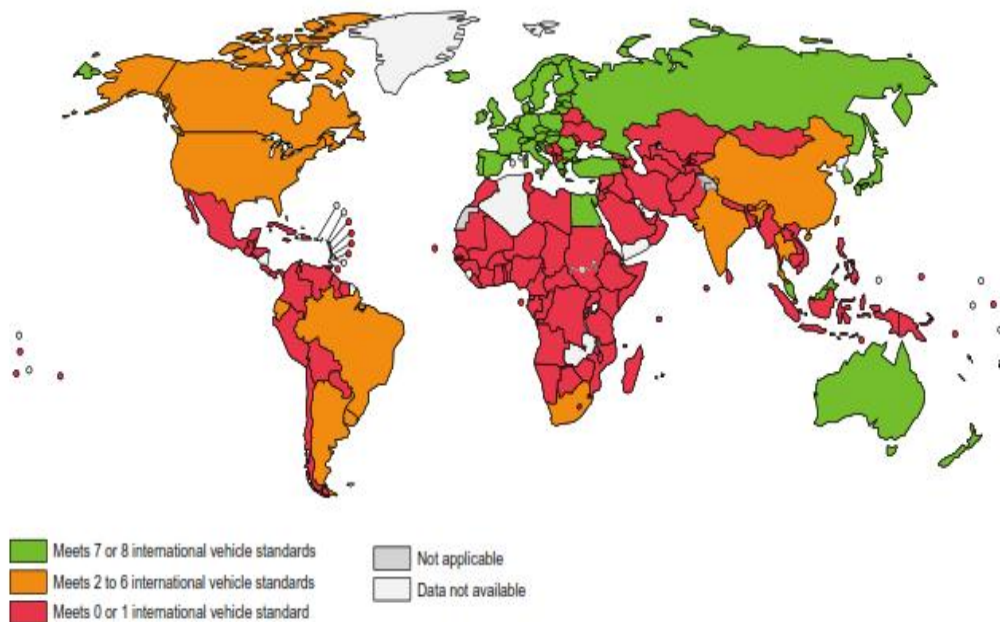 Meets 7 or 8 international vehicle standards
Meets 2 to 6 international vehicle standards
Meets 0 or 1 international vehicle standard
Not applicable
Data not available